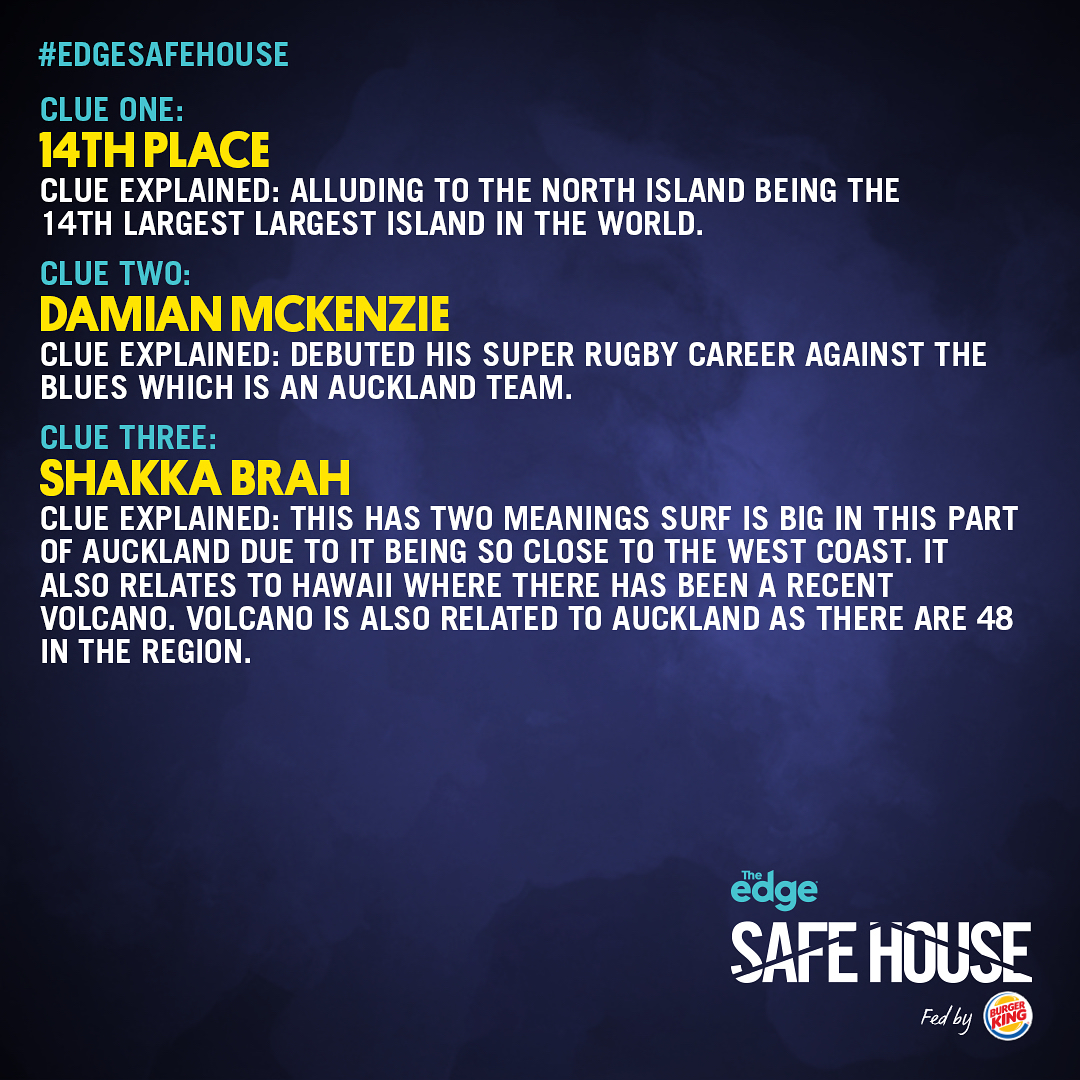 #EDGESAFEHOUSE
CLUE ONE:
14TH PLACE
CLUE EXPLAINED: ALLUDING TO THE NORTH ISLAND BEING THE
14TH LARGEST LARGEST ISLAND IN THE WORLD.
CLUE TWO:
DAMIAN MCKENZIE
CLUE EXPLAINED: DEBUTED HIS SUPER RUGBY CAREER AGAINST THE
BLUES WHICH IS AN AUCKLAND TEAM.
CLUE THREE:
SHAKKA BRAH
CLUE EXPLAINED: THIS HAS TWO MEANINGS SURF IS BIG IN THIS PART
OF AUCKLAND DUE TO IT BEING SO CLOSE TO THE WEST COAST. IT
ALSO RELATES TO HAWAII WHERE THERE HAS BEEN A RECENT
VOLCANO. VOLCANO IS ALSO RELATED TO AUCKLAND AS THERE ARE 48
IN THE REGION.
The
edge
SAFE HOUSE
Fed by
BURGER
KING